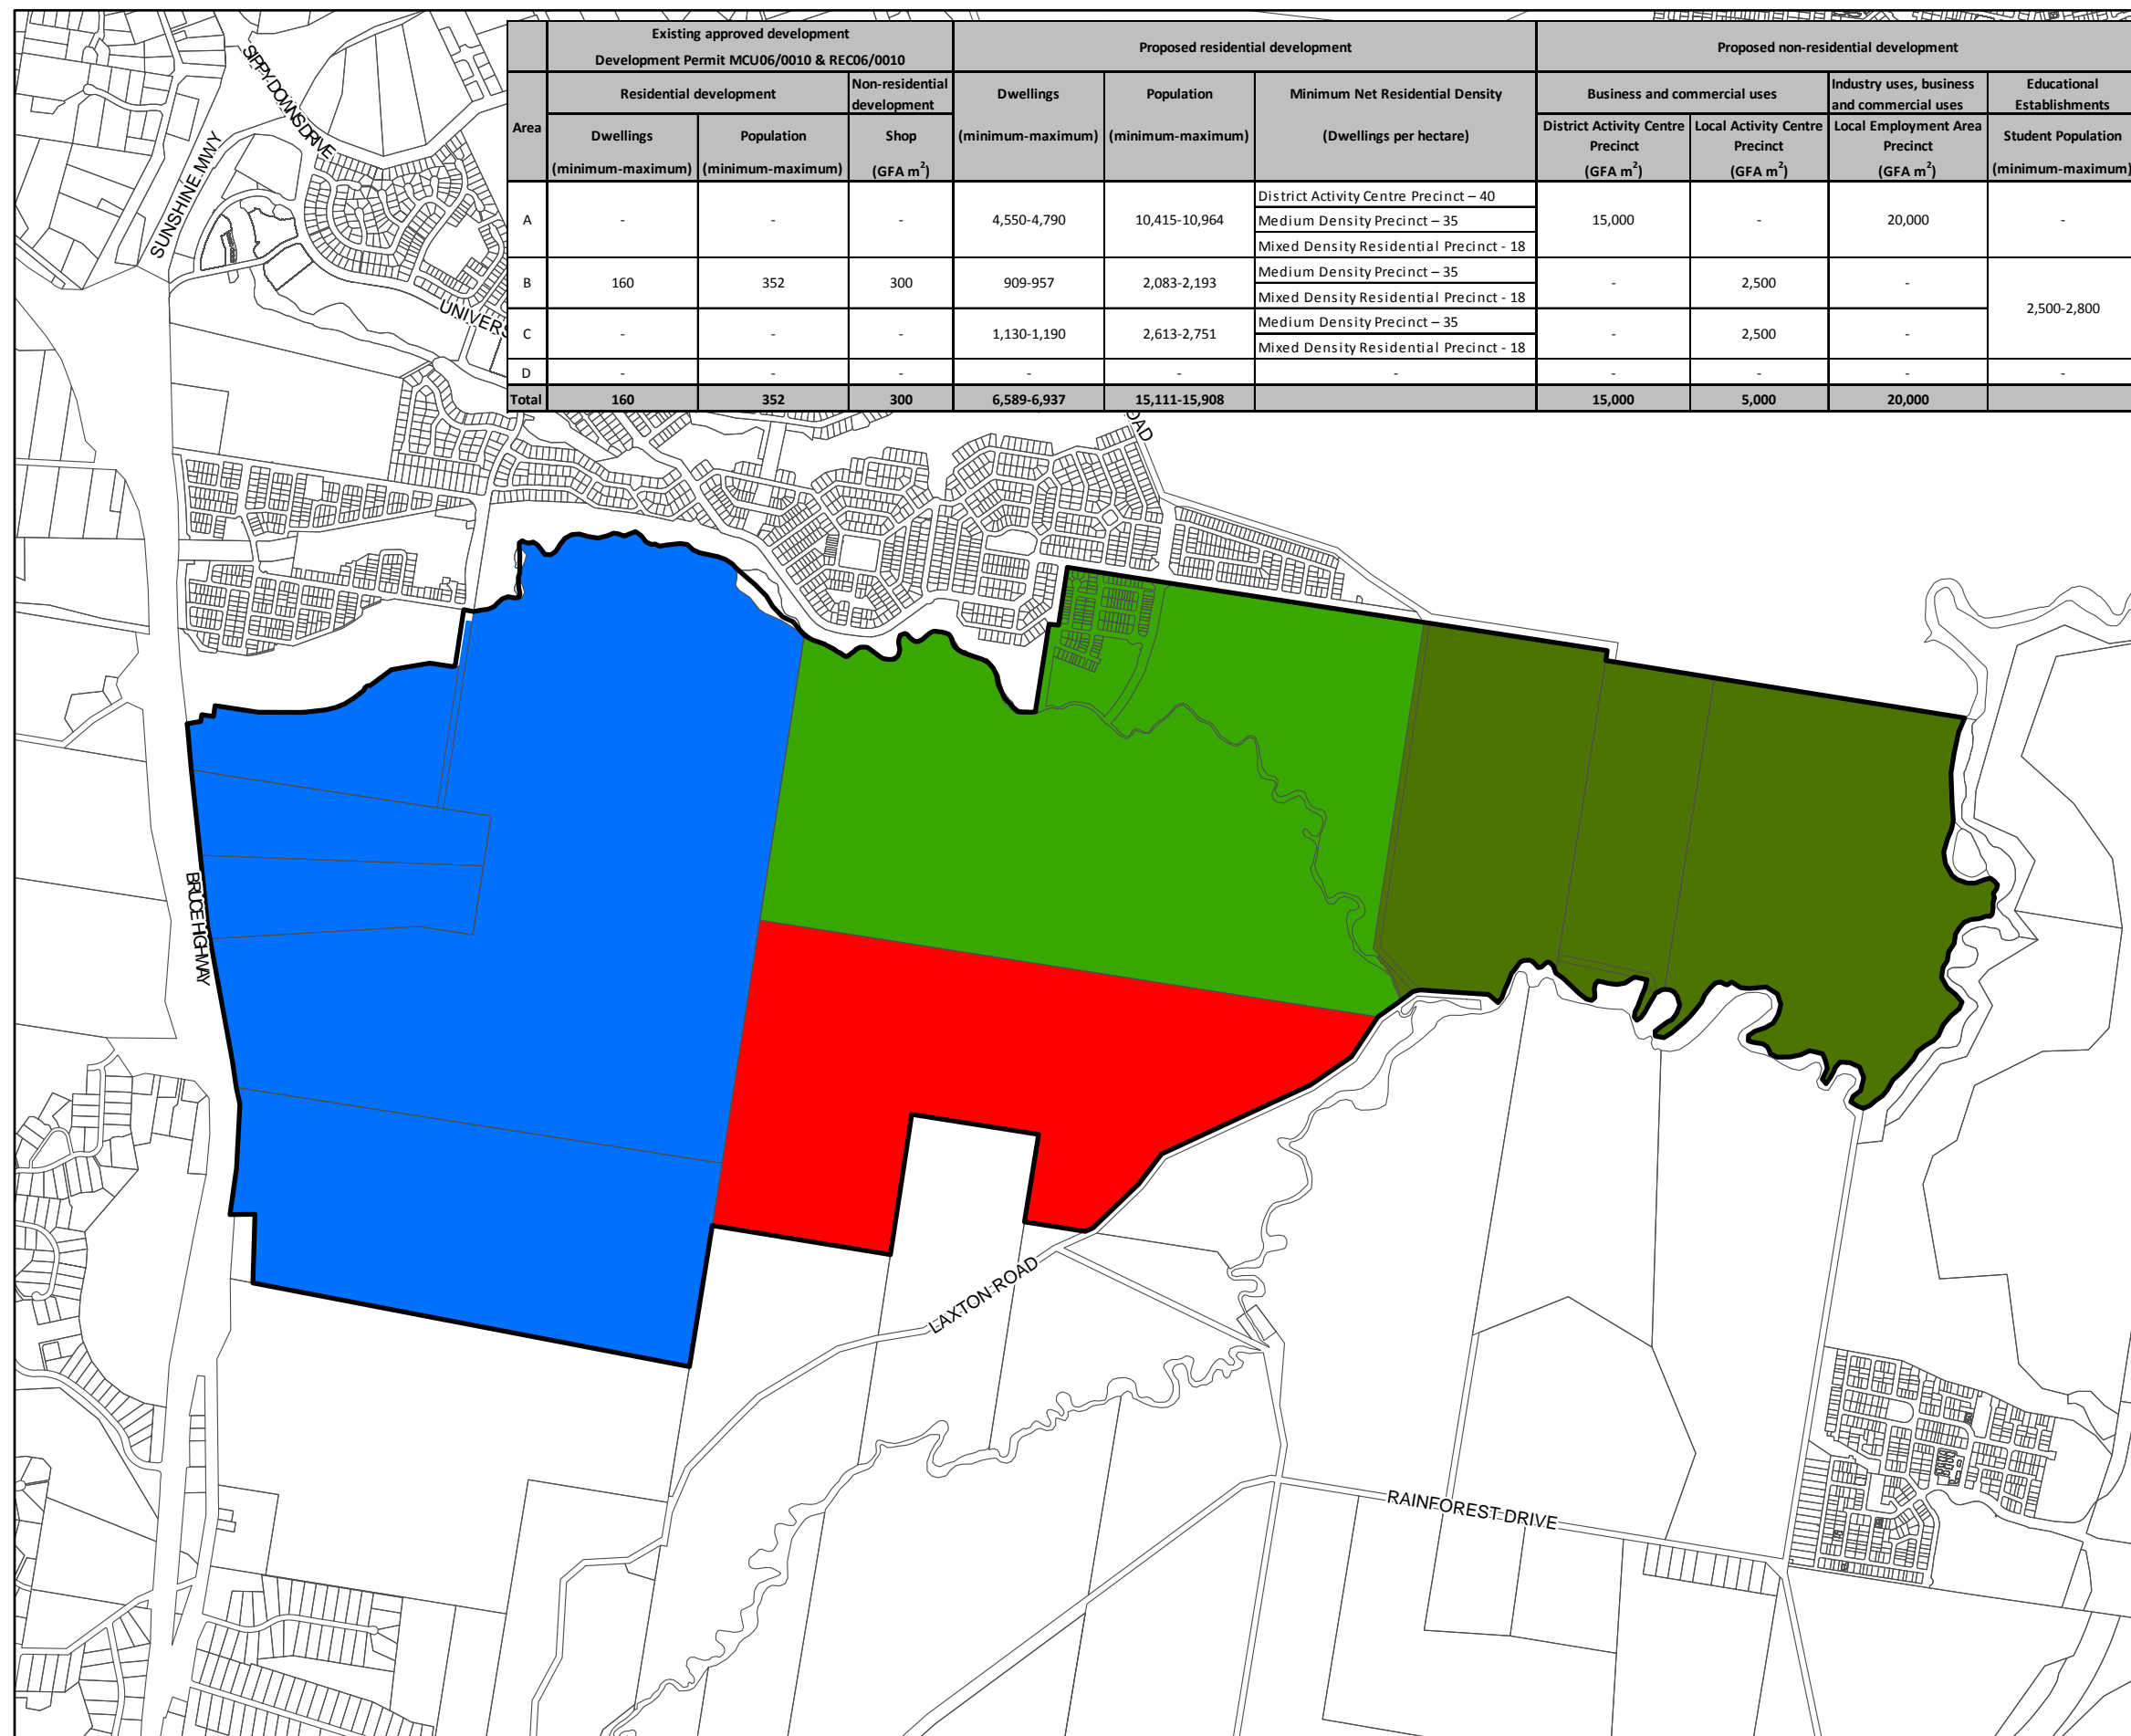 Existing approved development
Development Permit MCU06/0010 & REC06/0010
Proposed residential development
Proposed non-residential development
Area
Residential development
Non-residential development
Dwellings (minimum-maximum)
Population (minimum-maximum)
Minimum Net Residential Density (Dwellings per hectare)
Business and commercial uses
Industry uses, business and commercial uses
Educational Establishments
Dwellings (minimum-maximum)
Population (minimum-maximum)
Shop (GFA m²)
District Activity Centre Precinct (GFA m²)
Local Activity Centre Precinct (GFA m²)
Local Employment Area Precinct (GFA m²)
Student Population (minimum-maximum)
A - - - 4,550-4,790 10,415-10,964 District Activity Centre Precinct – 40 15,000 - 20,000 -
Medium Density Precinct – 35
Mixed Density Residential Precinct - 18
B 160 352 300 909-957 2,083-2,193 Medium Density Precinct – 35 - 2,500 - 2,500-2,800
Mixed Density Residential Precinct - 18
C - - - 1,130-1,190 2,613-2,751 Medium Density Precinct – 35 - 2,500 -
Mixed Density Residential Precinct - 18
D - - - - - - - - - -
Total 160 352 300 6,589-6,937 15,111-15,908 15,000 5,000 20,000
SIPPY DOWNS DRIVE
SUNSHINE MWY
UNIVERS
OAD
BRUCE HIGHWAY
LAXTON ROAD
RAINFOREST DRIVE